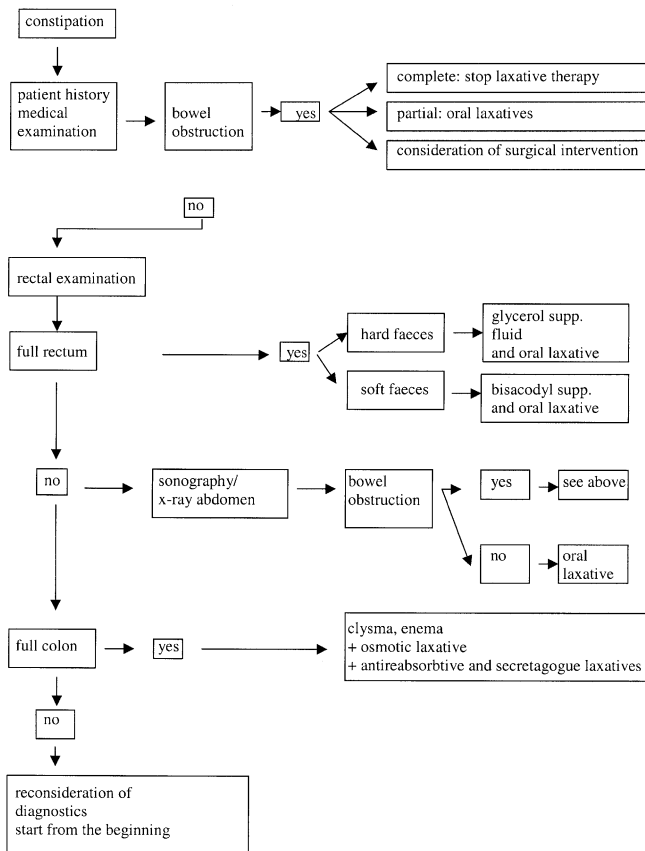 constipation
patient history
medical
examination
bowel
obstruction
yes
complete: stop laxative therapy
partial: oral laxatives
consideration of surgical intervention
no
rectal examination
full rectum
yes
hard faeces
glycerol supp.
fluid
and oral laxative
soft faeces
bisacodyl supp.
and oral laxative
no
sonography/
x-ray abdomen
bowel
obstruction
yes
see above
no
oral
laxative
full colon
yes
clysma, enema
+ osmotic laxative
+ antireabsorbtive and secretagogue laxatives
no
reconsideration of
diagnostics
start from the beginning